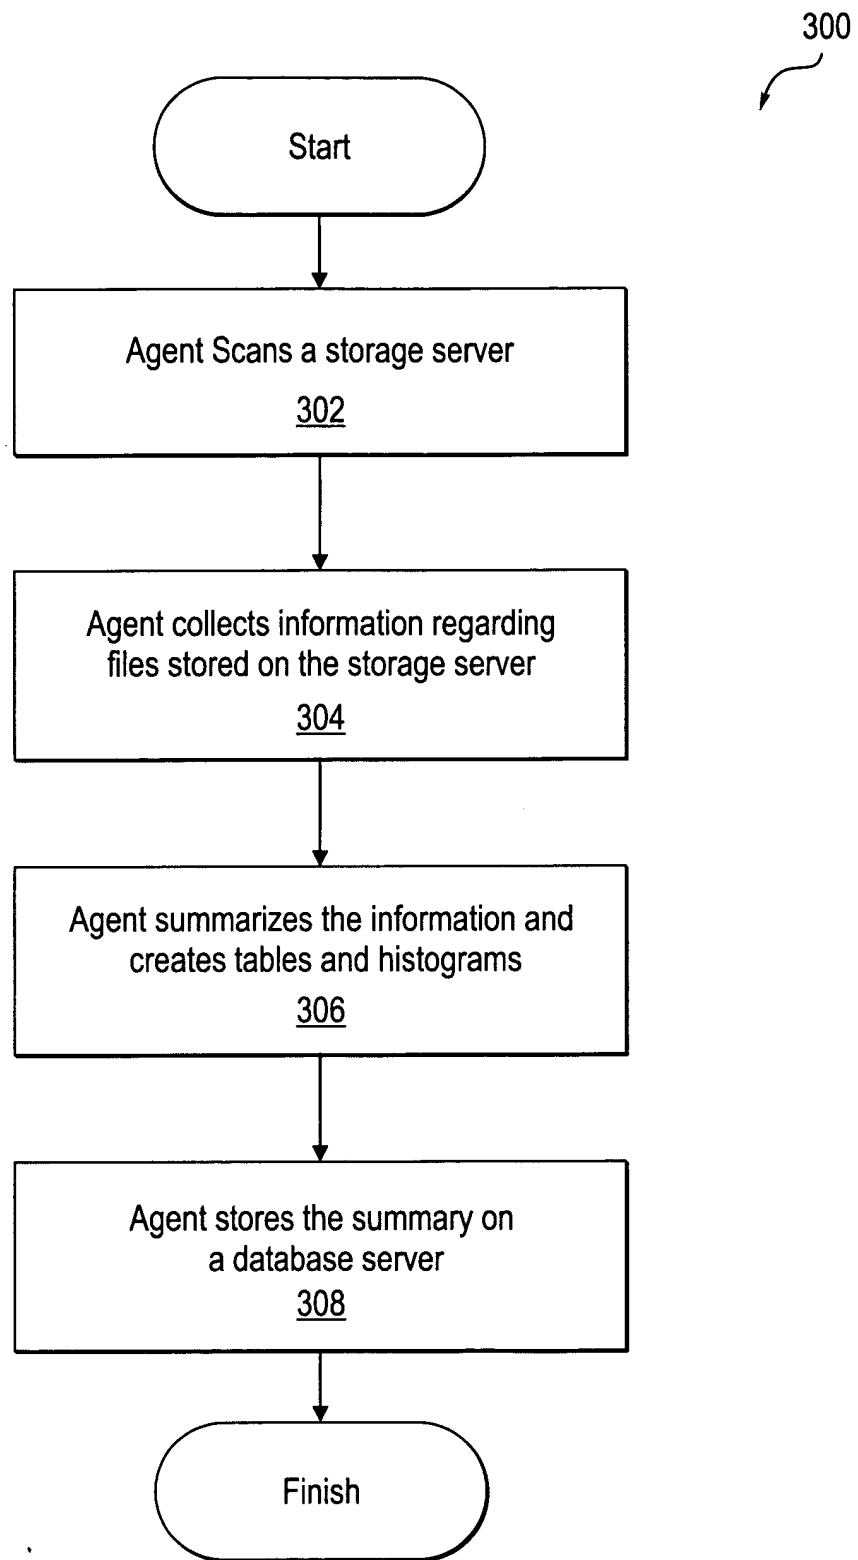 300
Start
Agent Scans a storage server
302
Agent collects information regarding
files stored on the storage server
304
Agent summarizes the information and
creates tables and histograms
306
Agent stores the summary on
a database server
308
Finish